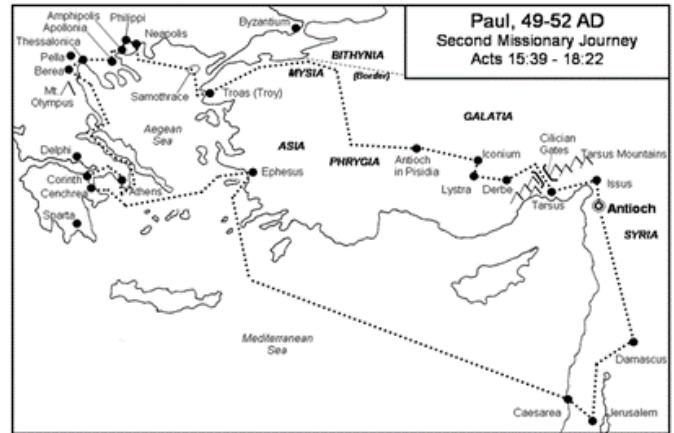 Paul, 49-52 AD
Second Missionary Journey
Acts 15:39 - 18:22
Amphipolis
Philippi
Apollonia
Neapolis
Thessalonica
Byzantium
Pella
Berea
BITHYNIA
(Border)
MYSIA
Mt.
Olympus
Samothrace
Troas (Troy)
Aegean
Sea
GALATIA
Cilician
Gates
Tarsus Mountains
Delphi
ASIA
PHRYGIA
Antioch
in Pisidia
Iconium
Ephesus
Corinth
Cenchrea
Athens
Lystra
Derbe
Tarsus
Issus
Antioch
Sparta
SYRIA
Mediterranean
Sea
Damascus
Caesarea
Jerusalem